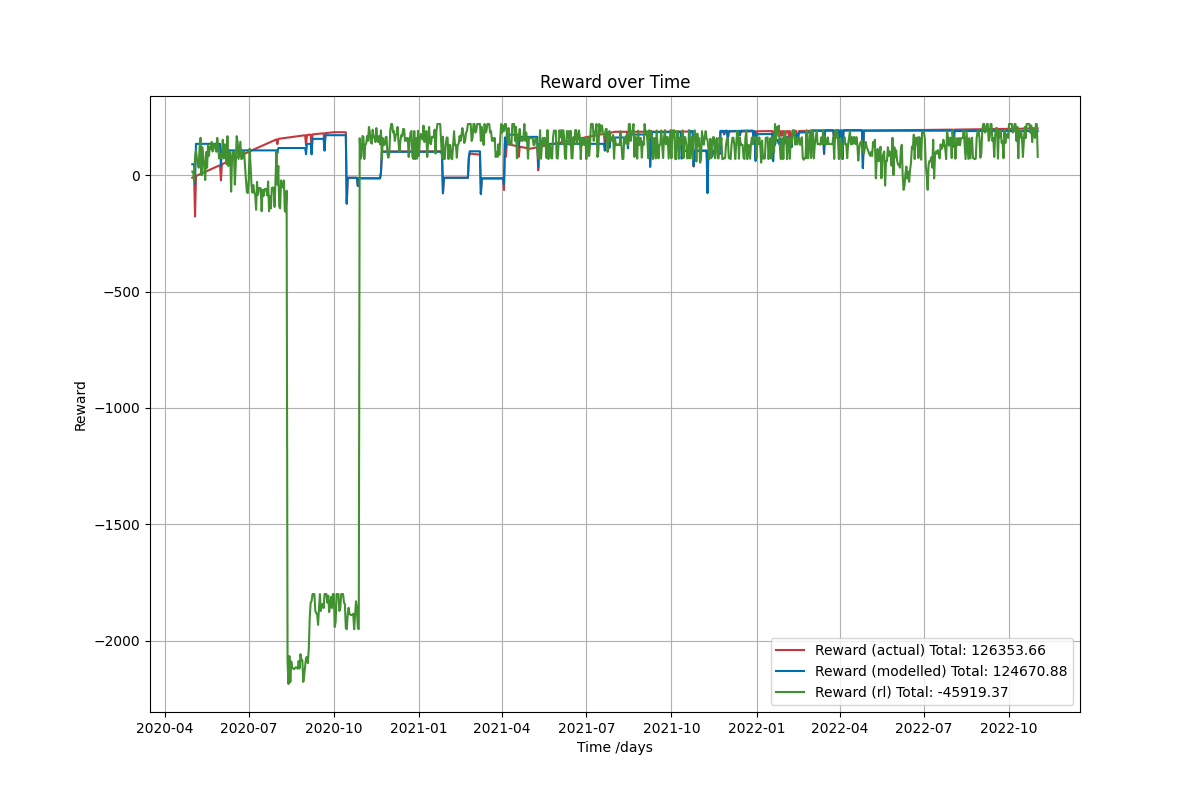 Reward over Time
Reward
0
−500
−1000
−1500
−2000
2020-04 2020-07 2020-10 2021-01 2021-04 2021-07 2021-10 2022-01 2022-04 2022-07 2022-10
Time /days
Reward (actual) Total: 126353.66
Reward (modelled) Total: 124670.88
Reward (rl) Total: -45919.37